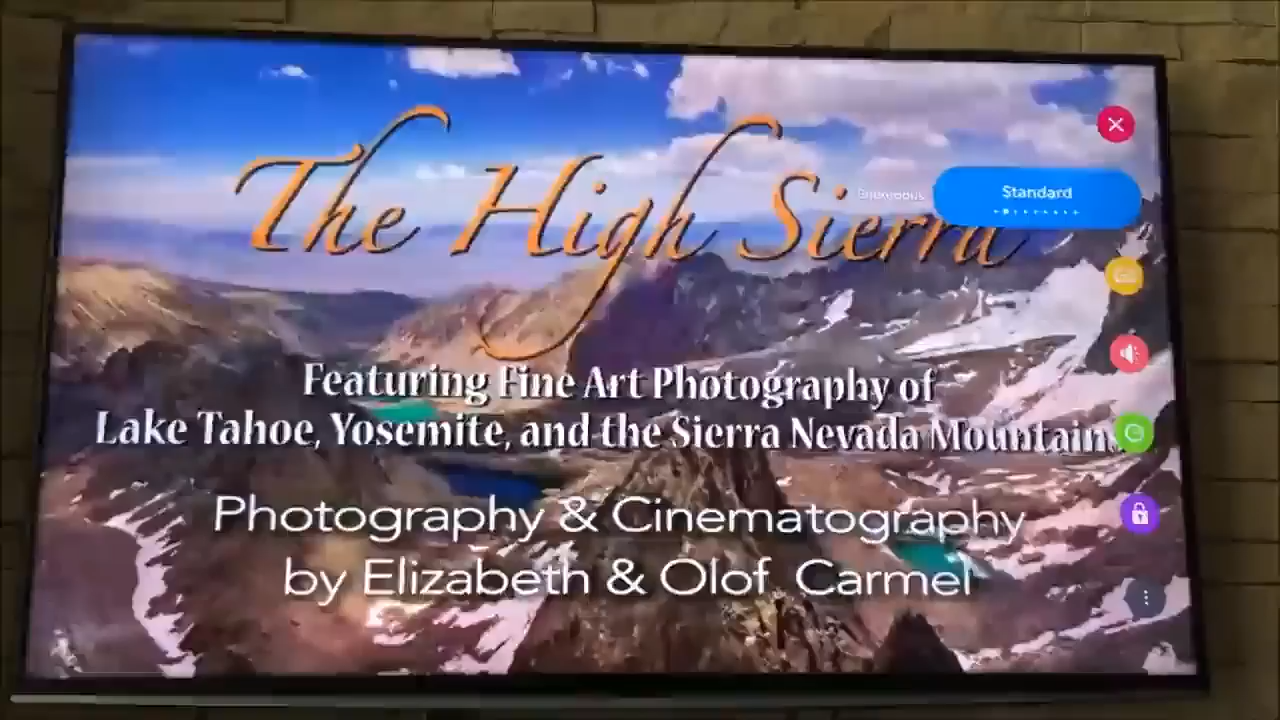 The High Sierra
Standard
Featuring Fine Art Photography of
Lake Tahoe, Yosemite, and the Sierra Nevada Mountains
Photography & Cinematography
by Elizabeth & Olof Carmel